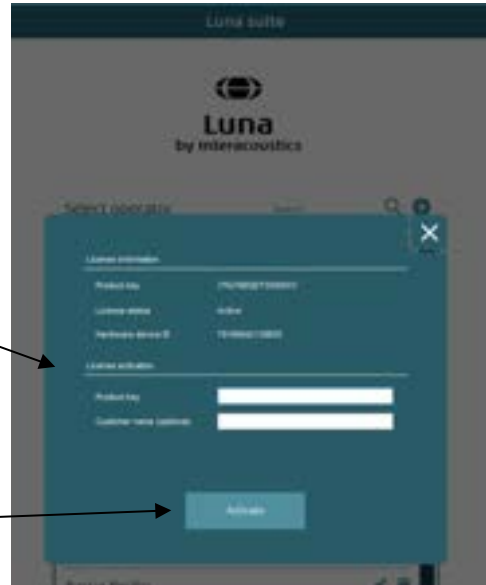 Luna suite
Luna
by Interacoustics
Select operator
Search
License information
Product key
License status
Active
Hardware device ID
License activation
Product key
Customer name (optional)
Activate